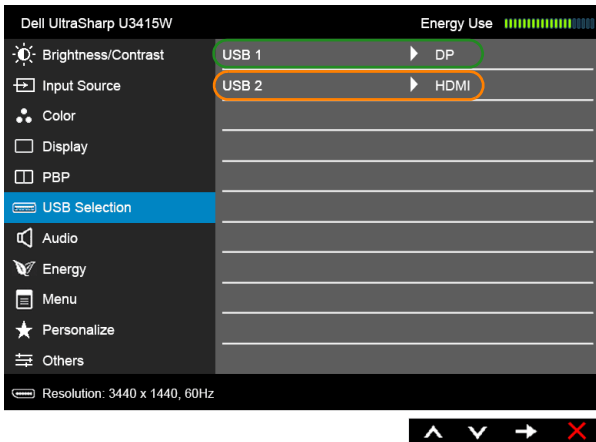 Dell UltraSharp U3415W Energy Use
Brightness/Contrast USB 1 DP
Input Source USB 2 HDMI
Color
Display
PBP
USB Selection
Audio
Energy
Menu
Personalize
Others
Resolution: 3440 x 1440, 60Hz